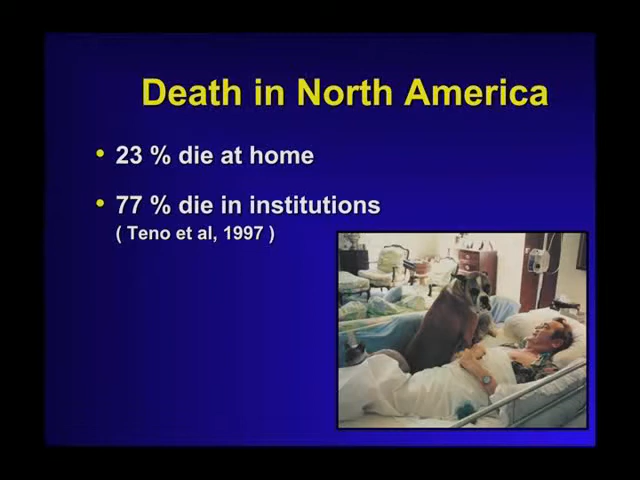 Death in North America
• 23 % die at home
• 77 % die in institutions
( Teno et al, 1997 )